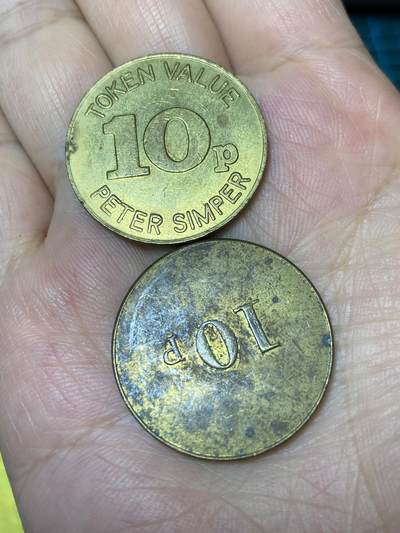 TOKEN VALUE
10p
PETER SIMPER
10P